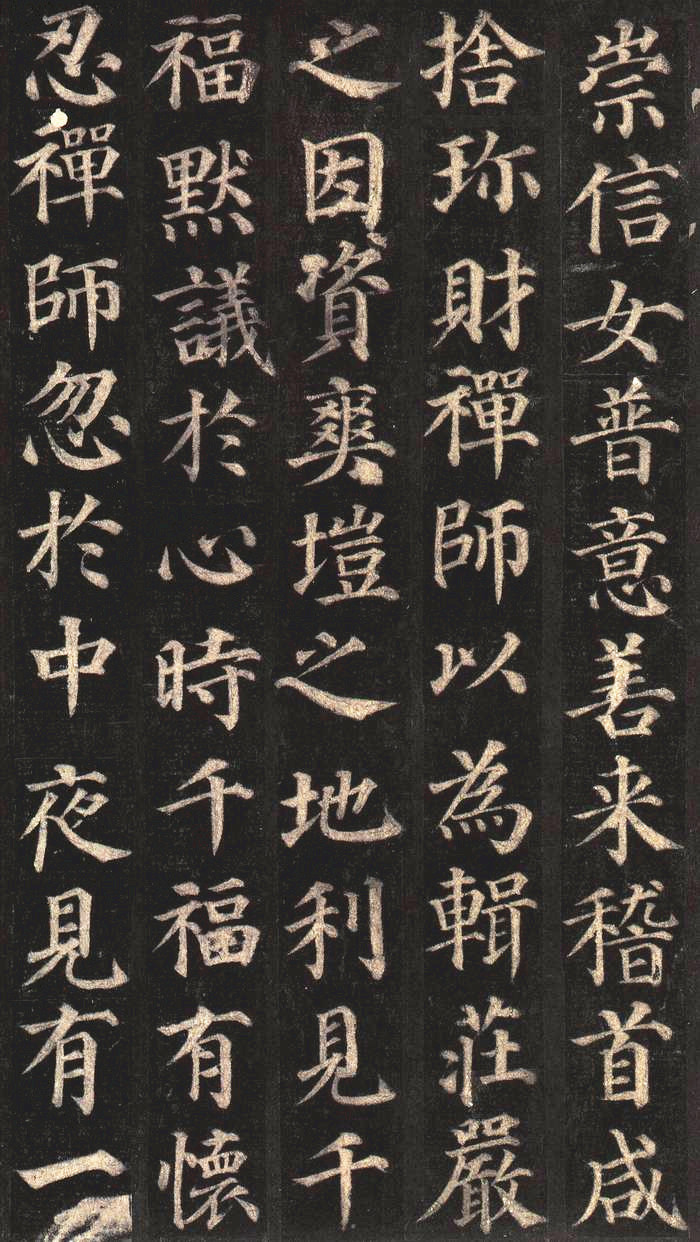 崇信女普意善来稽首咸
捨珎財禪師以為輯莊嚴
之因資爽塏之地利見千
福默議於心時千福有懷
忍禪師忽於中夜見有一